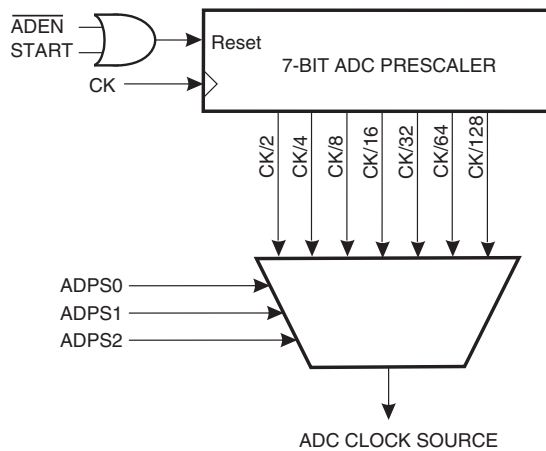 ADEN
START
Reset
7-BIT ADC PRESCALER
CK
CK/2
CK/4
CK/8
CK/16
CK/32
CK/64
CK/128
ADPS0
ADPS1
ADPS2
ADC CLOCK SOURCE